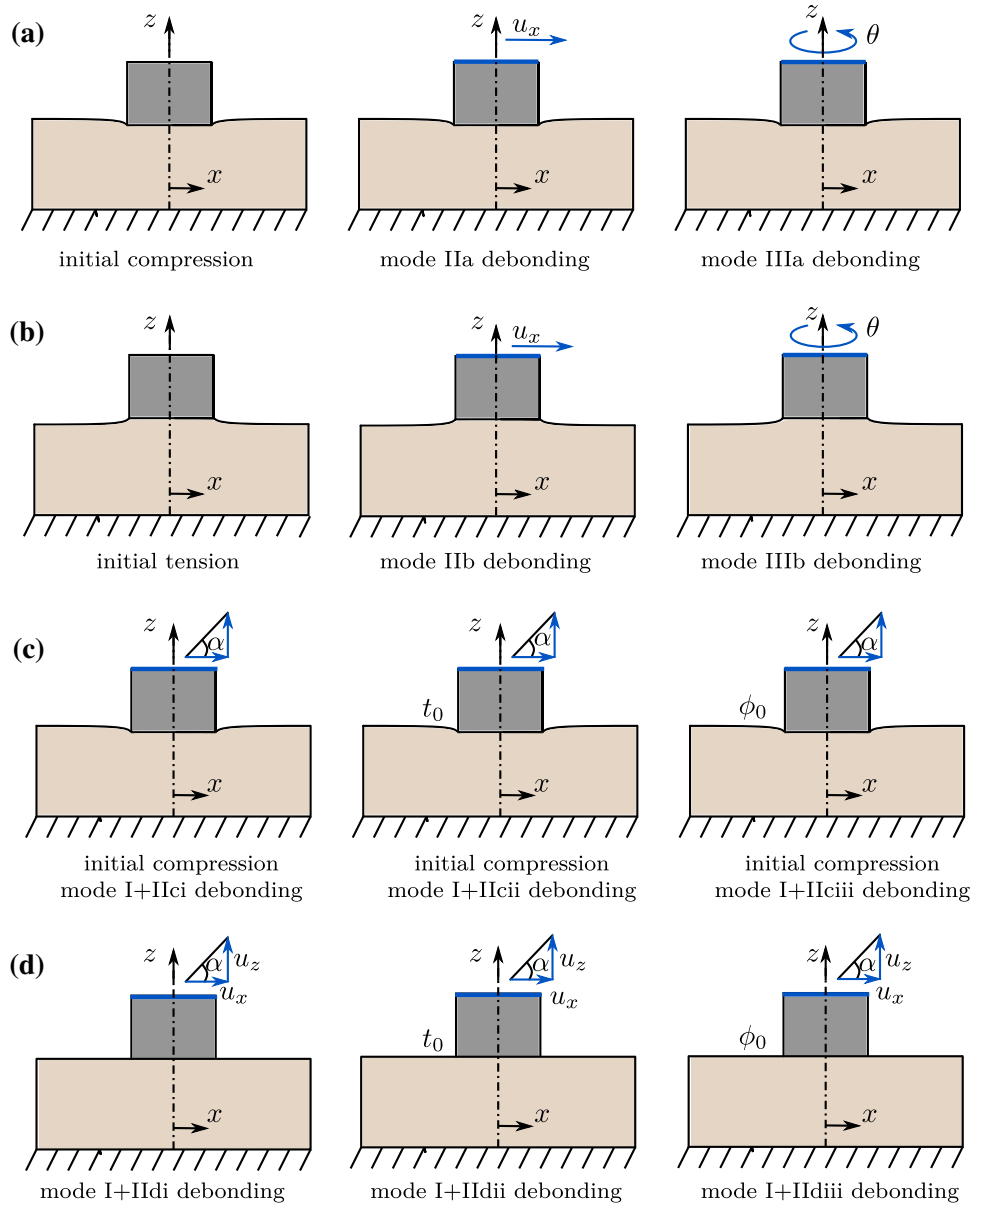 (a)
z
x
initial compression
z
u_x
x
mode IIa debonding
z
θ
x
mode IIIa debonding
(b)
z
x
initial tension
z
u_x
x
mode IIb debonding
z
θ
x
mode IIIb debonding
(c)
z
α
x
initial compression
mode I+IIci debonding
z
α
t_0
x
initial compression
mode I+IIcii debonding
z
α
ϕ_0
x
initial compression
mode I+IIciii debonding
(d)
z
α
u_z
u_x
x
mode I+IIdi debonding
z
α
u_z
u_x
t_0
x
mode I+IIdii debonding
z
α
u_z
u_x
ϕ_0
x
mode I+IIdiii debonding